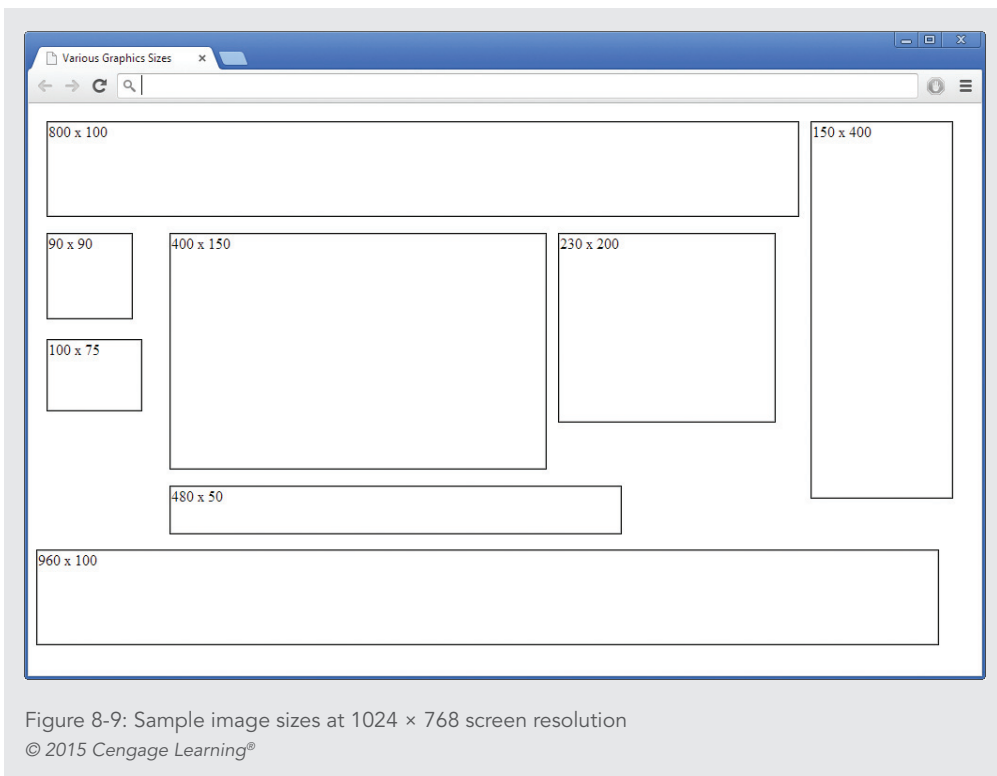 Various Graphics Sizes
800 x 100
150 x 400
90 x 90
400 x 150
230 x 200
100 x 75
480 x 50
960 x 100
Figure 8-9: Sample image sizes at 1024 × 768 screen resolution
© 2015 Cengage Learning®